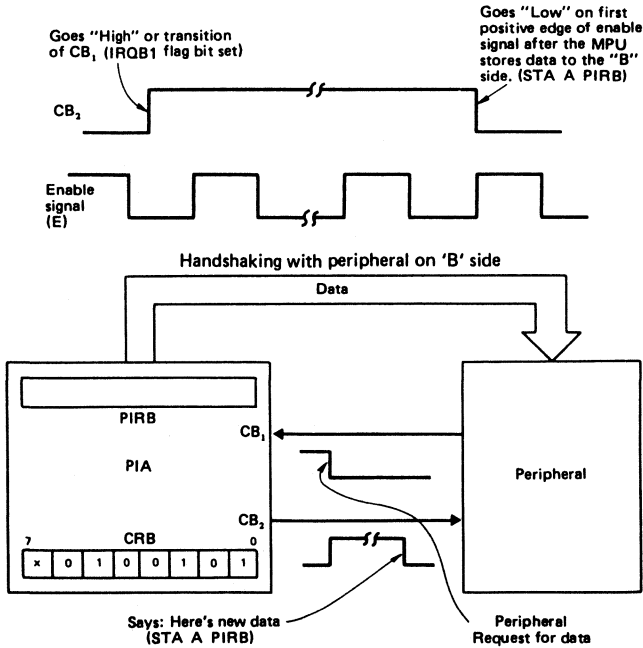 Goes "High" or transition
of CB₁ (IRQB1 flag bit set)
Goes "Low" on first
positive edge of enable
signal after the MPU
stores data to the "B"
side. (STA A PIRB)
CB₂
Enable
signal
(E)
Handshaking with peripheral on 'B' side
Data
PIRB
CB₁
PIA
Peripheral
CB₂
7 CRB 0
x 0 1 0 0 1 0 1
Says: Here's new data
(STA A PIRB)
Peripheral
Request for data